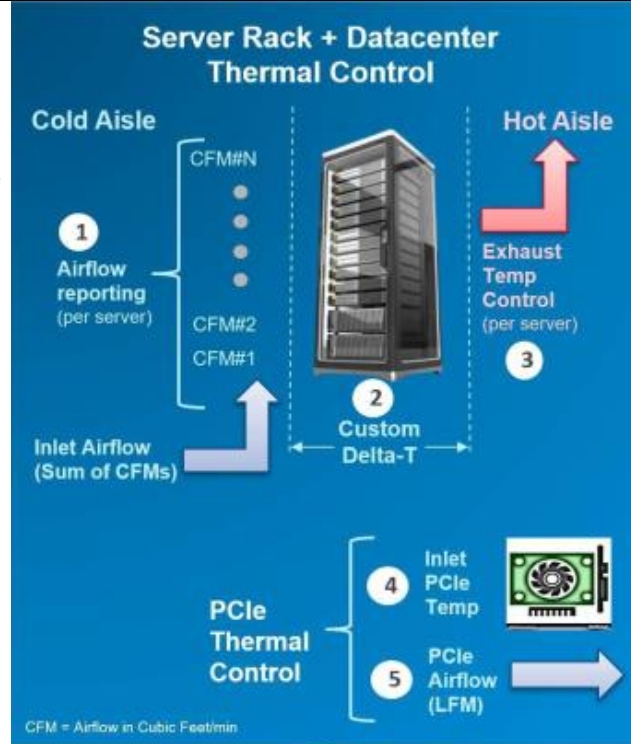 Server Rack + Datacenter
Thermal Control
Cold Aisle
Hot Aisle
CFM#N
1
Airflow
reporting
(per server)
CFM#2
CFM#1
Inlet Airflow
(Sum of CFMs)
2
Custom
Delta-T
Exhaust
Temp
Control
(per server)
3
PCIe
Thermal
Control
4
Inlet
PCIe
Temp
5
PCIe
Airflow
(LFM)
CFM = Airflow in Cubic Feet/min